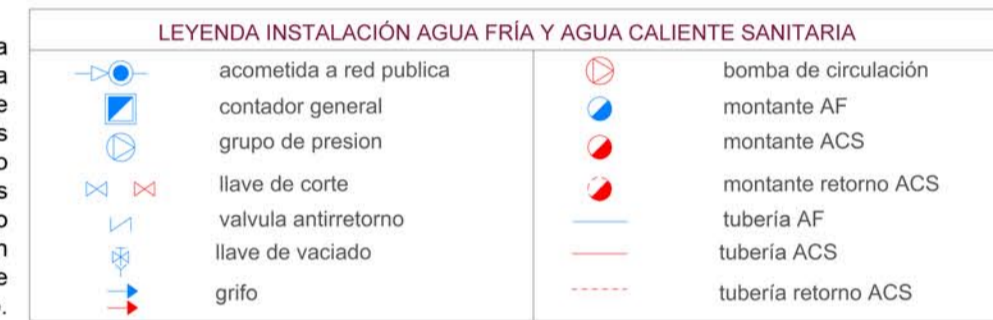 LEYENDA INSTALACIÓN AGUA FRÍA Y AGUA CALIENTE SANITARIA
acometida a red publica
contador general
grupo de presion
llave de corte
valvula antirretorno
llave de vaciado
grifo
bomba de circulación
montante AF
montante ACS
montante retorno ACS
tubería AF
tubería ACS
tubería retorno ACS